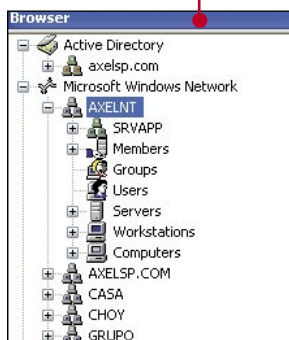 Browser
Active Directory
axelsp.com
Microsoft Windows Network
AXELNT
SRVAPP
Members
Groups
Users
Servers
Workstations
Computers
AXELSP.COM
CASA
CHOY
GRUPO